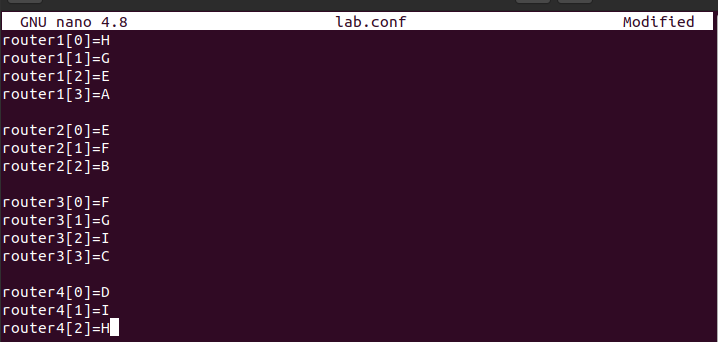 GNU nano 4.8 lab.conf Modified
router1[0]=H
router1[1]=G
router1[2]=E
router1[3]=A
router2[0]=E
router2[1]=F
router2[2]=B
router3[0]=F
router3[1]=G
router3[2]=I
router3[3]=C
router4[0]=D
router4[1]=I
router4[2]=H